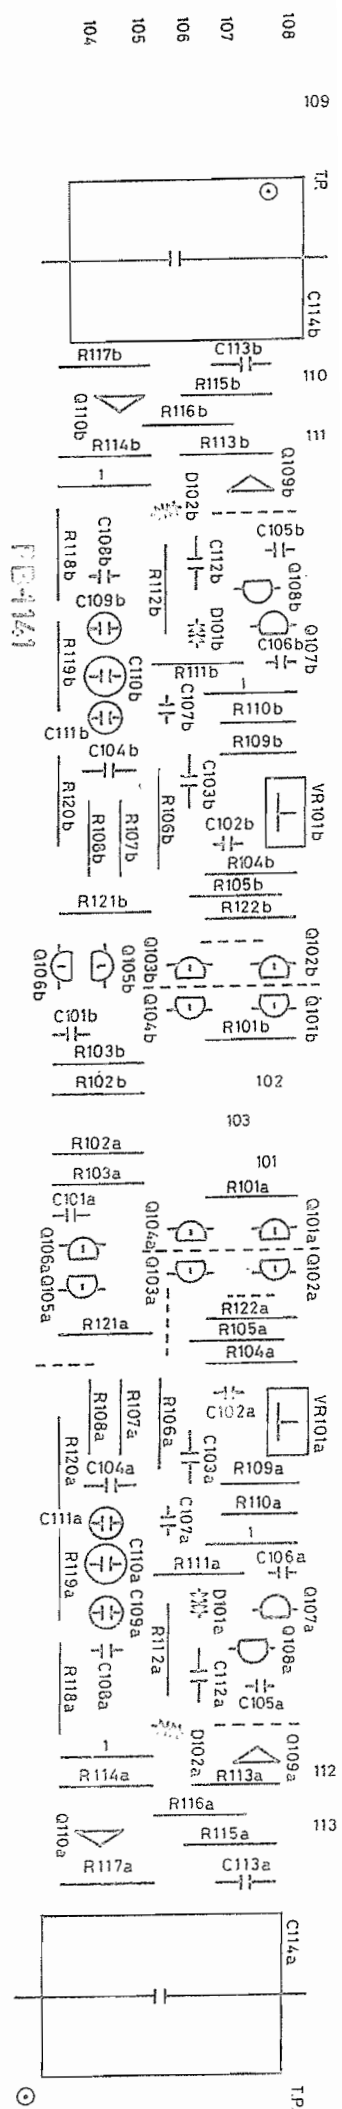 104 105 106 107 108
109
T.P.
C114b
R117b C113b
110
R115b
Q110b R116b
111
R114b R113b
1 Q109b
D102b
R118b C108b R112b C112b C105b
D101b Q108b
C109b
PB-1141
R119b C110b R111b C106b Q107b
1
C111b C107b R110b
C104b R109b
R120b R108b R107b R106b C103b C102b VR101b
R104b
R105b
R121b R122b
Q106b Q105b Q103b Q102b
Q104b Q101b
C101b R101b
R103b
R102b 102
103
R102a 101
R103a R101a
C101a
Q106a Q104a Q101a
Q105a Q103a Q102a
R122a
R121a R105a
R104a
R108a R107a R106a C102a VR101a
R120a C103a
C104a R109a
C111a C107a R110a
1
R119a C110a R111a C106a
C109a D101a Q107a
R118a C108a R112a C112a Q108a
C105a
D102a
1 Q109a
R114a R113a 112
R116a
Q110a R115a 113
R117a C113a
C114a
T.P.